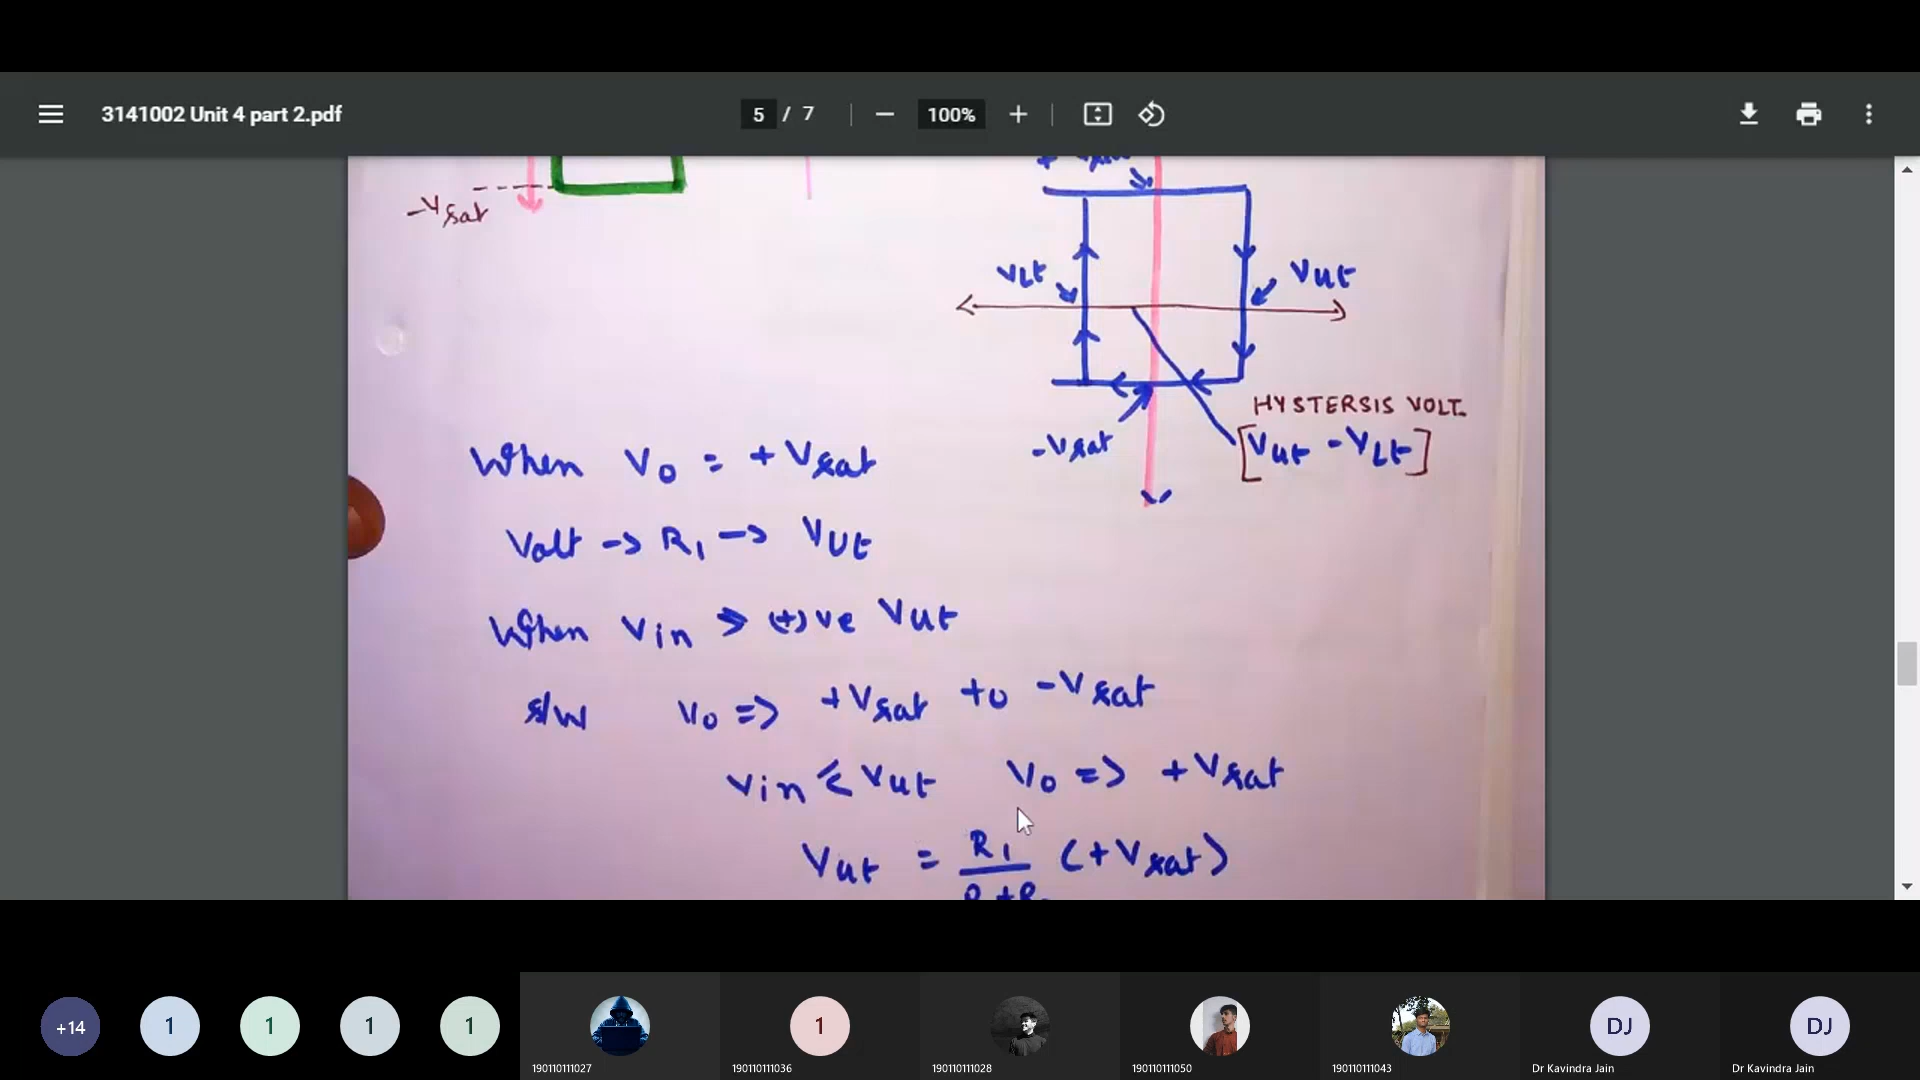 3141002 Unit 4 part 2.pdf
5 / 7
100%
-Vsat
VLt
Vut
HYSTERSIS VOLT.
-Vsat
[Vut - VLt]
When Vo = +Vsat
Volt -> R1 -> VUt
When Vin > (+)ve Vut
S/W Vo => +Vsat to -Vsat
Vin < Vut Vo => +Vsat
Vut = R1 (+Vsat)
+14
1
1
1
1
1
DJ
DJ
190110111027
190110111036
190110111028
190110111050
190110111043
Dr Kavindra Jain
Dr Kavindra Jain